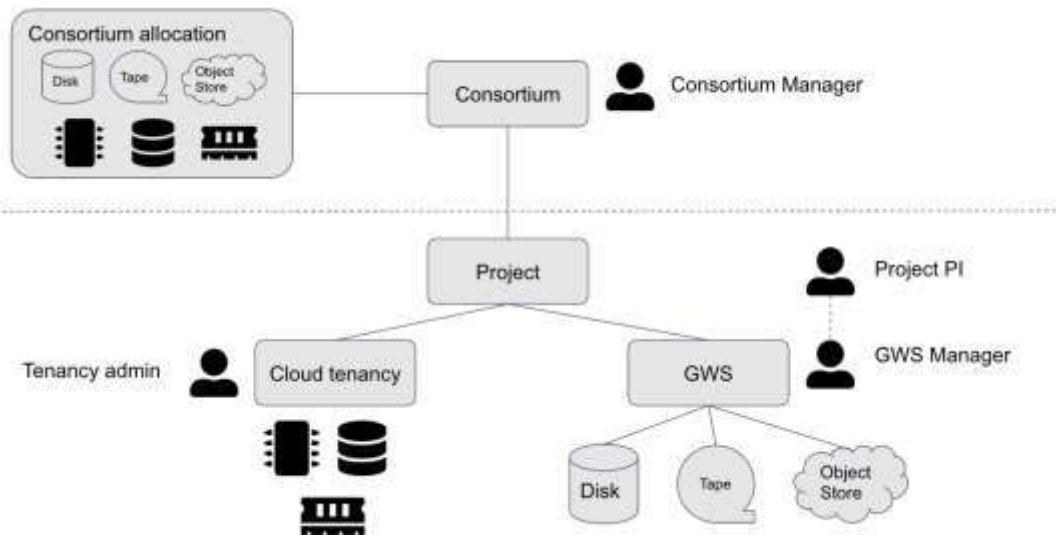 Consortium allocation
Disk
Tape
Object
Store
Consortium
Consortium Manager
Project
Project PI
Tenancy admin
Cloud tenancy
GWS
GWS Manager
Disk
Tape
Object
Store